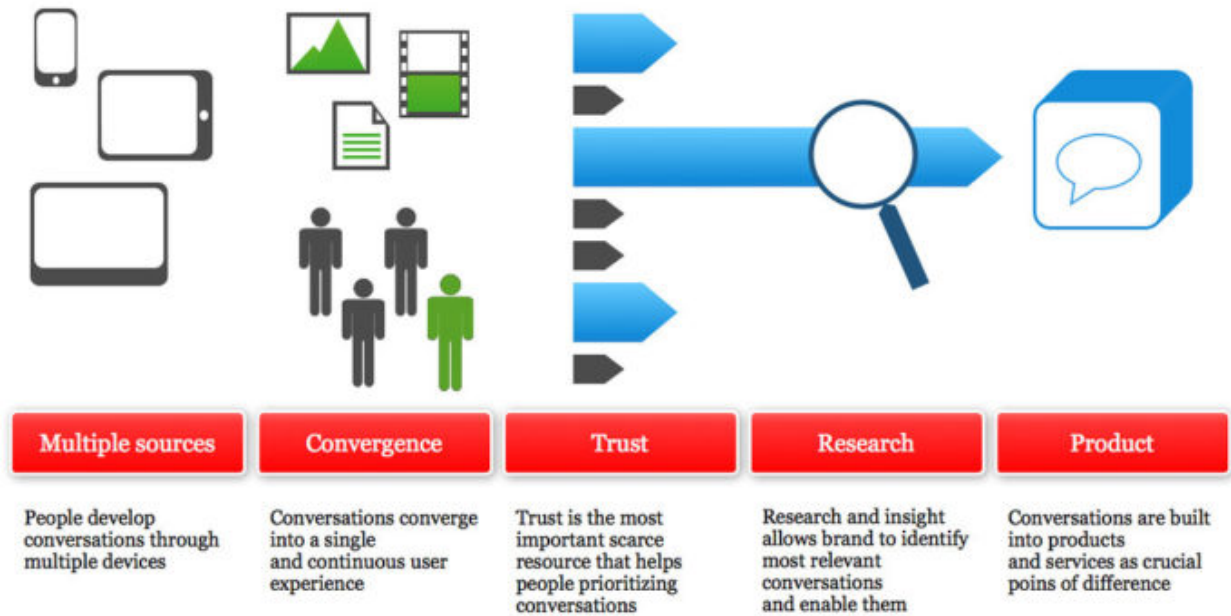 Multiple sources
Convergence
Trust
Research
Product
People develop
conversations through
multiple devices
Conversations converge
into a single
and continuous user
experience
Trust is the most
important scarce
resource that helps
people prioritizing
conversations
Research and insight
allows brand to identify
most relevant
conversations
and enable them
Conversations are built
into products
and services as crucial
poins of difference